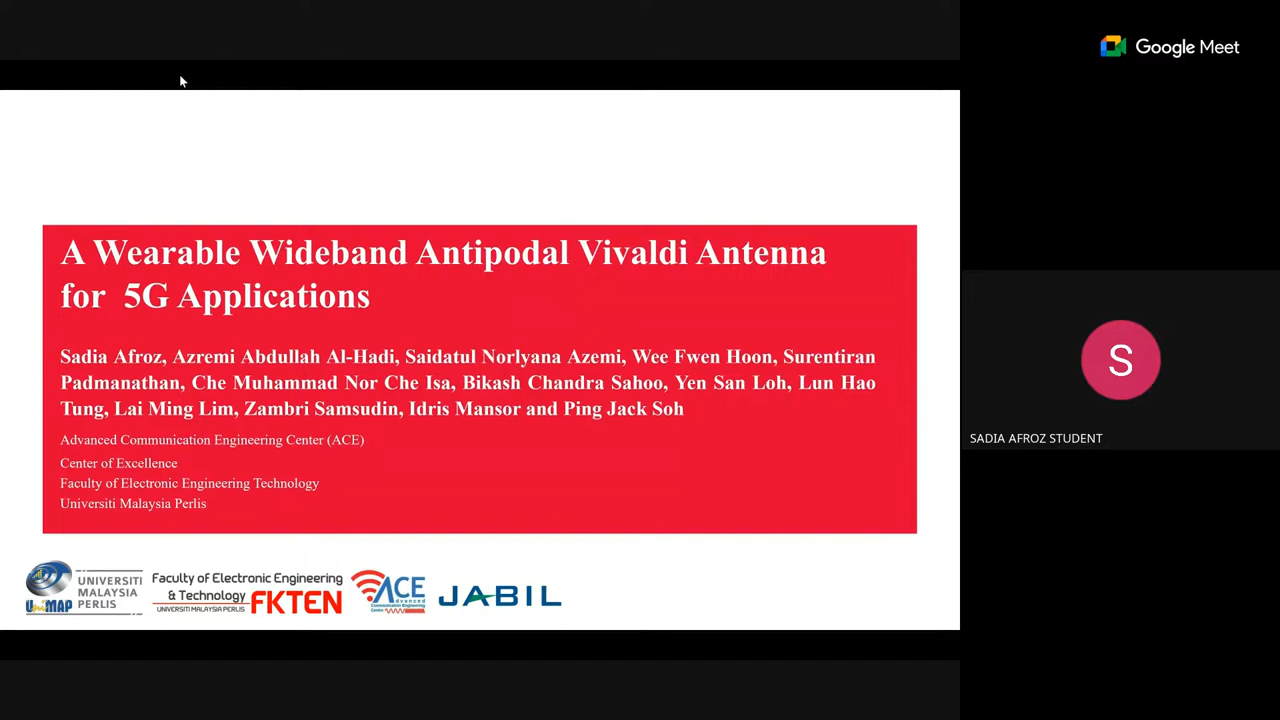 Google Meet
A Wearable Wideband Antipodal Vivaldi Antenna
for 5G Applications
Sadia Afroz, Azremi Abdullah Al-Hadi, Saidatul Norlyana Azemi, Wee Fwen Hoon, Surentiran
Padmanathan, Che Muhammad Nor Che Isa, Bikash Chandra Sahoo, Yen San Loh, Lun Hao
Tung, Lai Ming Lim, Zambri Samsudin, Idris Mansor and Ping Jack Soh
Advanced Communication Engineering Center (ACE)
Center of Excellence
Faculty of Electronic Engineering Technology
Universiti Malaysia Perlis
S
SADIA AFROZ STUDENT
UniMAP
UNIVERSITI
MALAYSIA
PERLIS
Faculty of Electronic Engineering
& Technology
UNIVERSITI MALAYSIA PERLIS
FKTEN
ACE
Advanced
Communication Engineering
Centre
JABIL